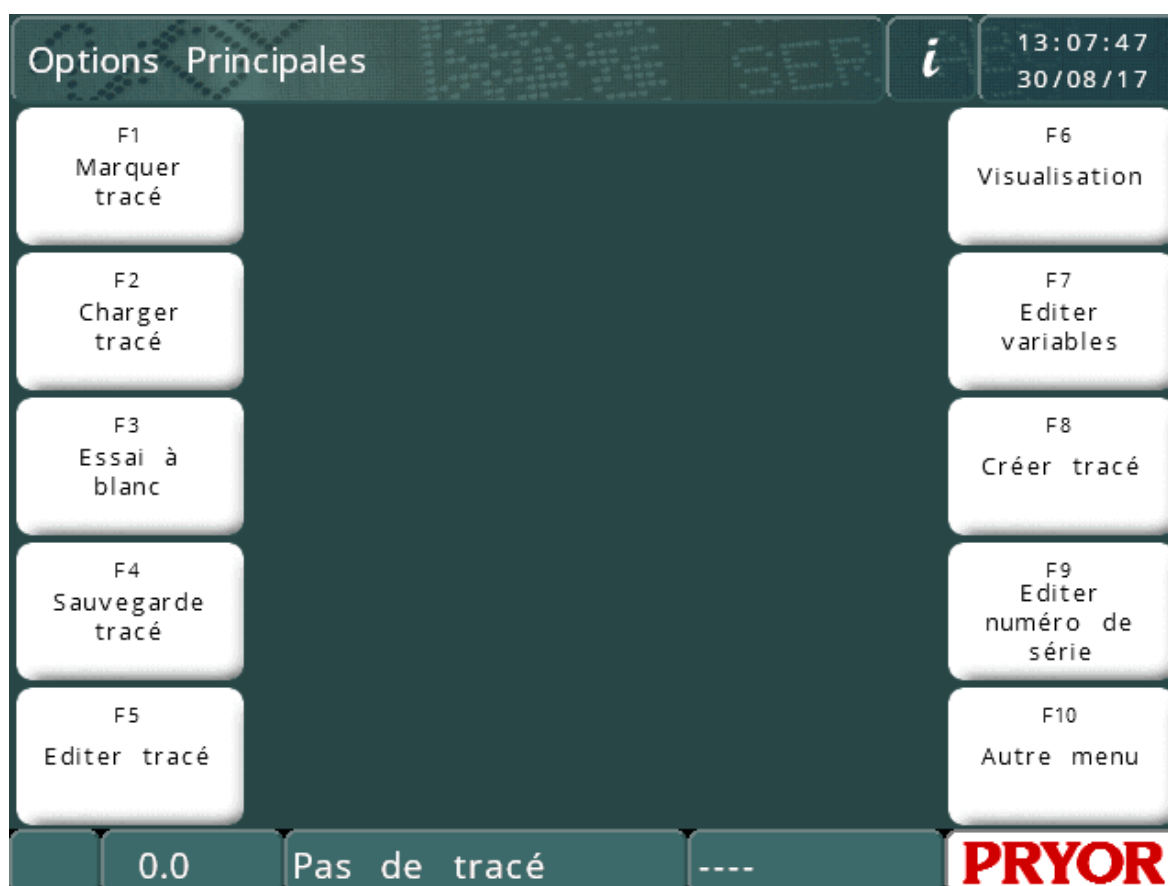 Options Principales
i
13:07:47
30/08/17
F1
Marquer
tracé
F2
Charger
tracé
F3
Essai à
blanc
F4
Sauvegarde
tracé
F5
Editer tracé
F6
Visualisation
F7
Editer
variables
F8
Créer tracé
F9
Editer
numéro de
série
F10
Autre menu
0.0
Pas de tracé
----
PRYOR